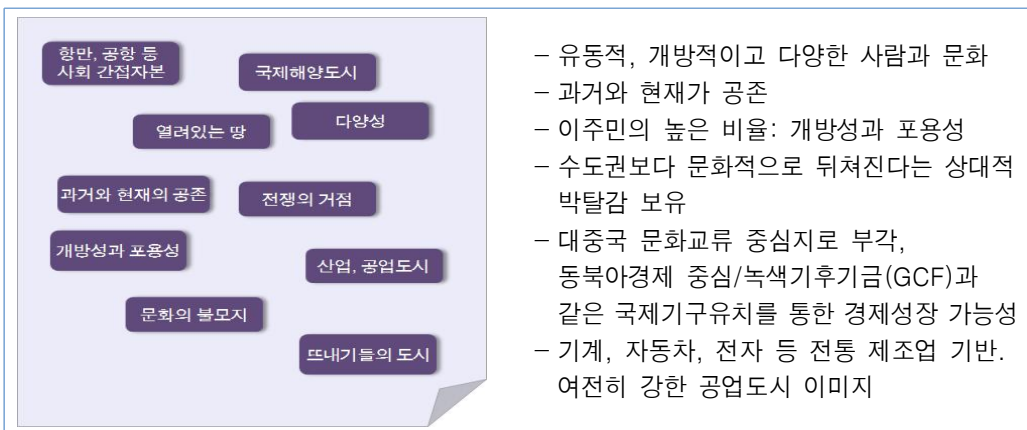 항만, 공항 등
사회 간접자본
국제해양도시
다양성
열려있는 땅
과거와 현재의 공존
전쟁의 거점
개방성과 포용성
산업, 공업도시
문화의 불모지
뜨내기들의 도시
– 유동적, 개방적이고 다양한 사람과 문화
– 과거와 현재가 공존
– 이주민의 높은 비율: 개방성과 포용성
– 수도권보다 문화적으로 뒤쳐진다는 상대적
박탈감 보유
– 대중국 문화교류 중심지로 부각,
동북아경제 중심/녹색기후기금(GCF)과
같은 국제기구유치를 통한 경제성장 가능성
– 기계, 자동차, 전자 등 전통 제조업 기반.
여전히 강한 공업도시 이미지